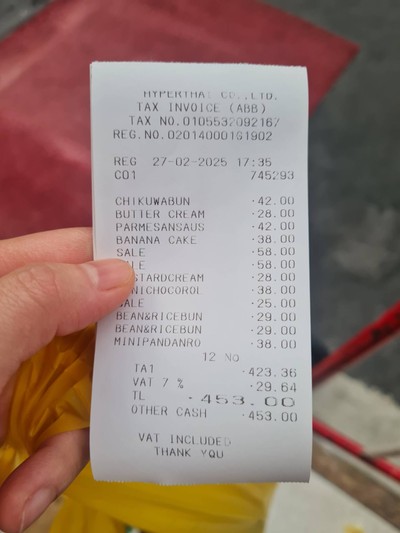 HYPERTHAI CO.,LTD.
TAX INVOICE (ABB)
TAX NO.0105532092167
REG.NO.02014000161902
REG 27-02-2025 17:35
C01 745293
CHIKUWABUN ·42.00
BUTTER CREAM ·28.00
PARMESANSAUS ·42.00
BANANA CAKE ·38.00
SALE ·58.00
LE ·58.00
STARDCREAM ·28.00
NICHOCOROL ·38.00
ALE ·25.00
BEAN&RICEBUN ·29.00
BEAN&RICEBUN ·29.00
MINIPANDANRO ·38.00
12 No
TA1 ·423.36
VAT 7 % ·29.64
TL ·453.00
OTHER CASH ·453.00
VAT INCLUDED
THANK YOU